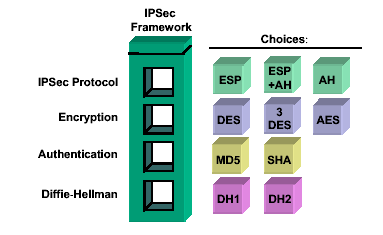 IPSec
Framework
Choices:
IPSec Protocol
ESP
ESP
+AH
AH
Encryption
DES
3
DES
AES
Authentication
MD5
SHA
Diffie-Hellman
DH1
DH2